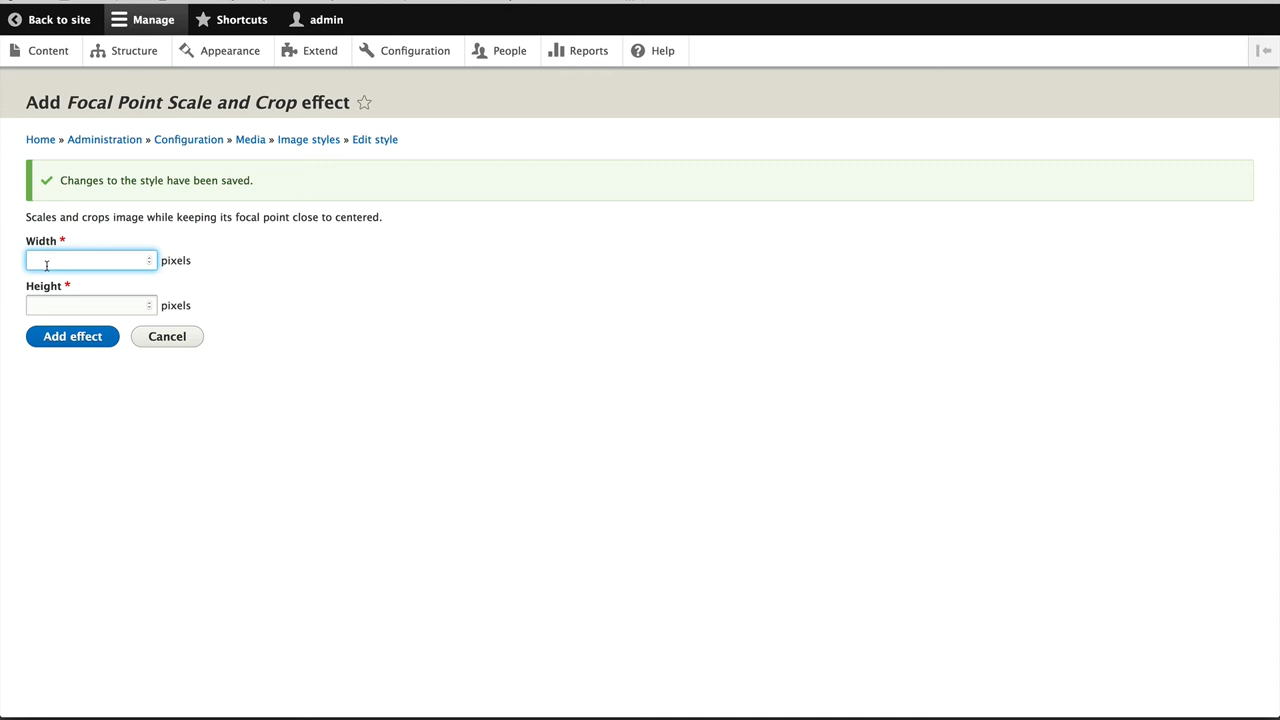 Back to site Manage Shortcuts admin
Content Structure Appearance Extend Configuration People Reports Help
Add Focal Point Scale and Crop effect
Home » Administration » Configuration » Media » Image styles » Edit style
Changes to the style have been saved.
Scales and crops image while keeping its focal point close to centered.
Width *
pixels
Height *
pixels
Add effect Cancel